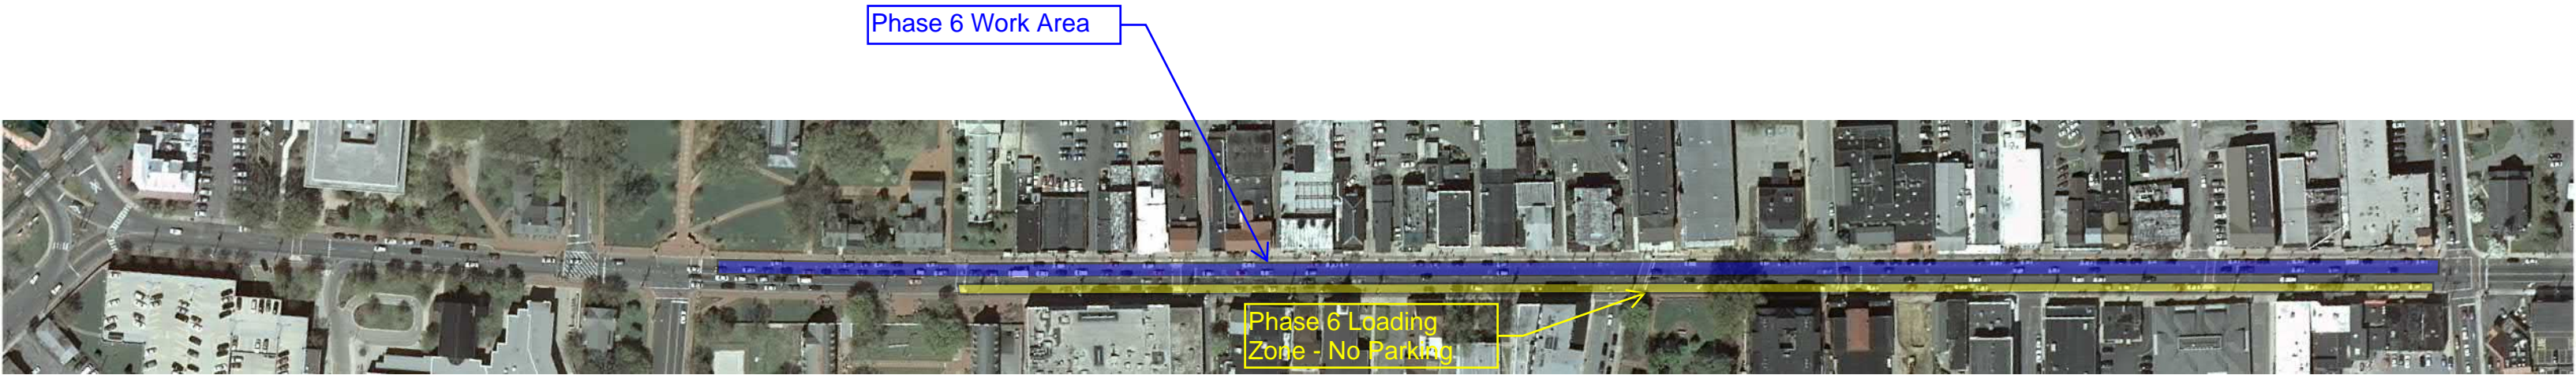 Phase 6 Work Area
Phase 6 Loading
Zone - No Parking